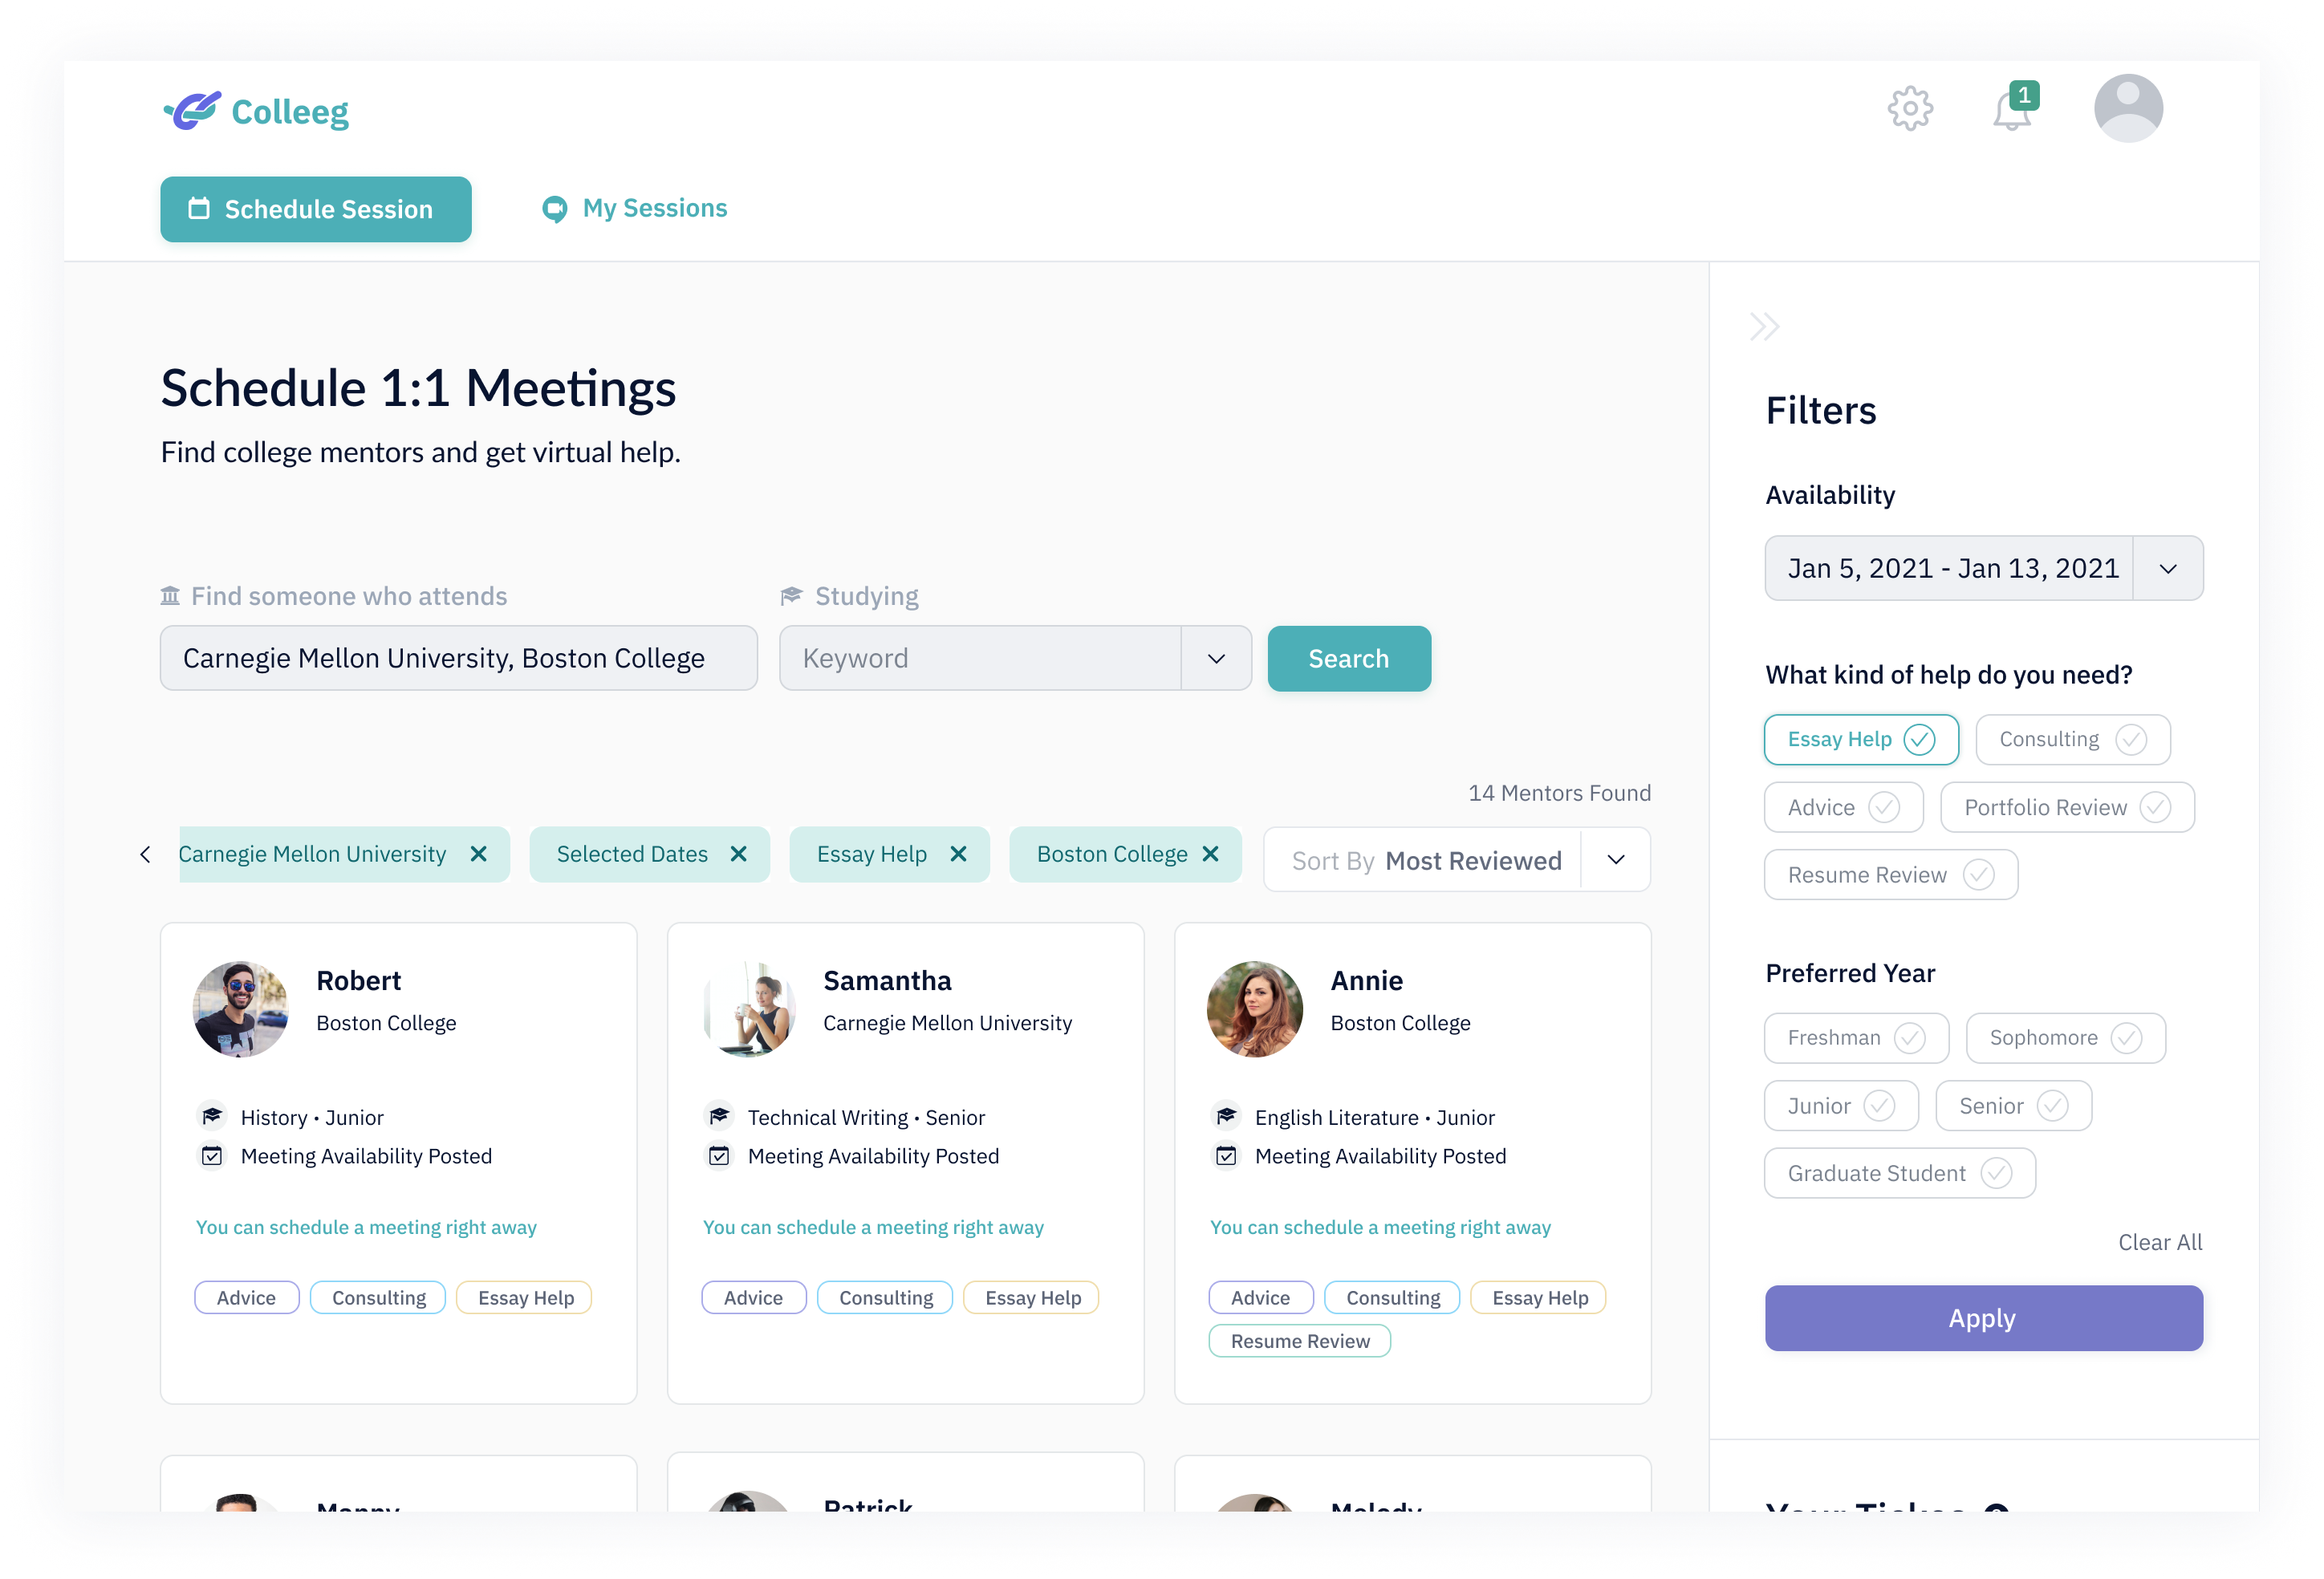 Colleeg
1
Schedule Session
My Sessions
Schedule 1:1 Meetings
Find college mentors and get virtual help.
Find someone who attends
Studying
Carnegie Mellon University, Boston College
Keyword
Search
14 Mentors Found
Carnegie Mellon University
Selected Dates
Essay Help
Boston College
Sort By Most Reviewed
Robert
Boston College
History • Junior
Meeting Availability Posted
You can schedule a meeting right away
Advice
Consulting
Essay Help
Samantha
Carnegie Mellon University
Technical Writing • Senior
Meeting Availability Posted
You can schedule a meeting right away
Advice
Consulting
Essay Help
Annie
Boston College
English Literature • Junior
Meeting Availability Posted
You can schedule a meeting right away
Advice
Consulting
Essay Help
Resume Review
Patrick
Melody
Filters
Availability
Jan 5, 2021 - Jan 13, 2021
What kind of help do you need?
Essay Help
Consulting
Advice
Portfolio Review
Resume Review
Preferred Year
Freshman
Sophomore
Junior
Senior
Graduate Student
Clear All
Apply
Your